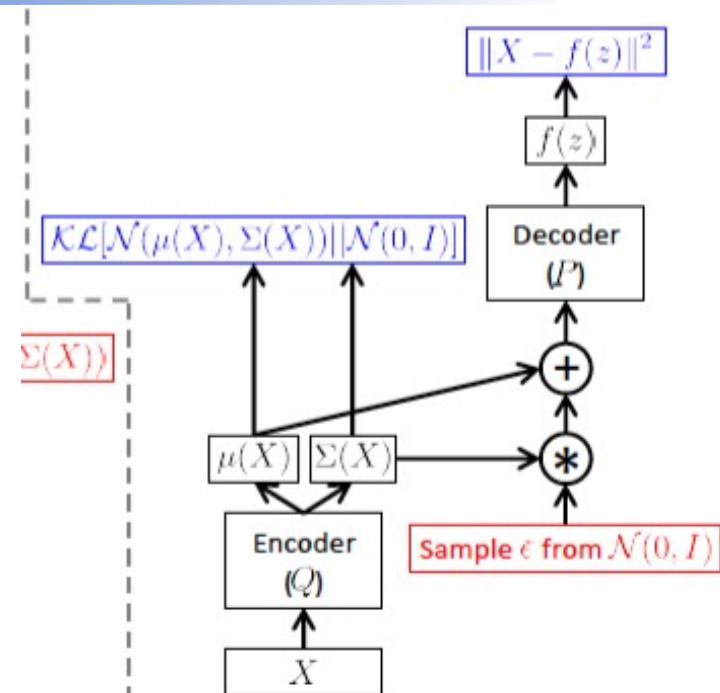 ‖X − f(z)‖²
f(z)
𝒦ℒ[𝒩(μ(X), Σ(X))||𝒩(0, I)]
Decoder
(P)
Σ(X))
+
μ(X)
Σ(X)
*
Encoder
(Q)
Sample ϵ from 𝒩(0, I)
X